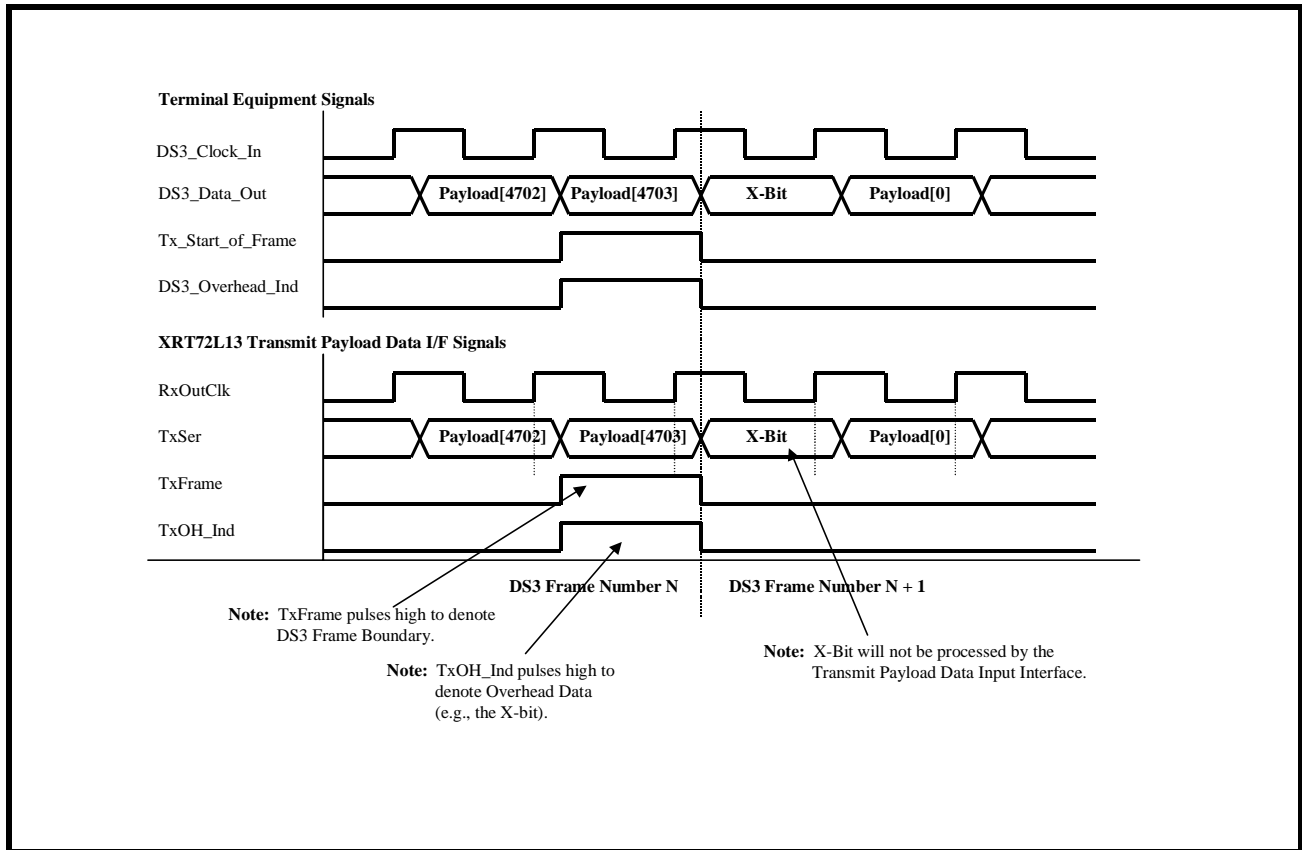 Terminal Equipment Signals
DS3_Clock_In
DS3_Data_Out
Payload[4702] Payload[4703] X-Bit Payload[0]
Tx_Start_of_Frame
DS3_Overhead_Ind
XRT72L13 Transmit Payload Data I/F Signals
RxOutClk
TxSer
Payload[4702] Payload[4703] X-Bit Payload[0]
TxFrame
TxOH_Ind
DS3 Frame Number N DS3 Frame Number N + 1
Note: TxFrame pulses high to denote
DS3 Frame Boundary.
Note: TxOH_Ind pulses high to
denote Overhead Data
(e.g., the X-bit).
Note: X-Bit will not be processed by the
Transmit Payload Data Input Interface.